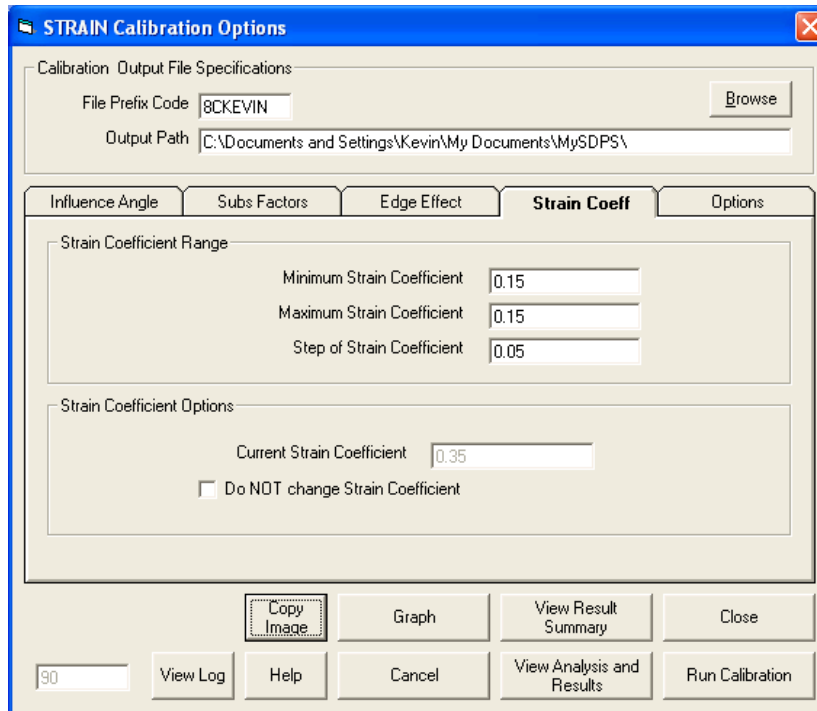 STRAIN Calibration Options
Calibration Output File Specifications
File Prefix Code 8CKEVIN
Browse
Output Path C:\Documents and Settings\Kevin\My Documents\MySDPS\
Influence Angle Subs Factors Edge Effect Strain Coeff Options
Strain Coefficient Range
Minimum Strain Coefficient 0.15
Maximum Strain Coefficient 0.15
Step of Strain Coefficient 0.05
Strain Coefficient Options
Current Strain Coefficient 0.35
Do NOT change Strain Coefficient
Copy Image
Graph
View Result Summary
Close
90
View Log
Help
Cancel
View Analysis and Results
Run Calibration